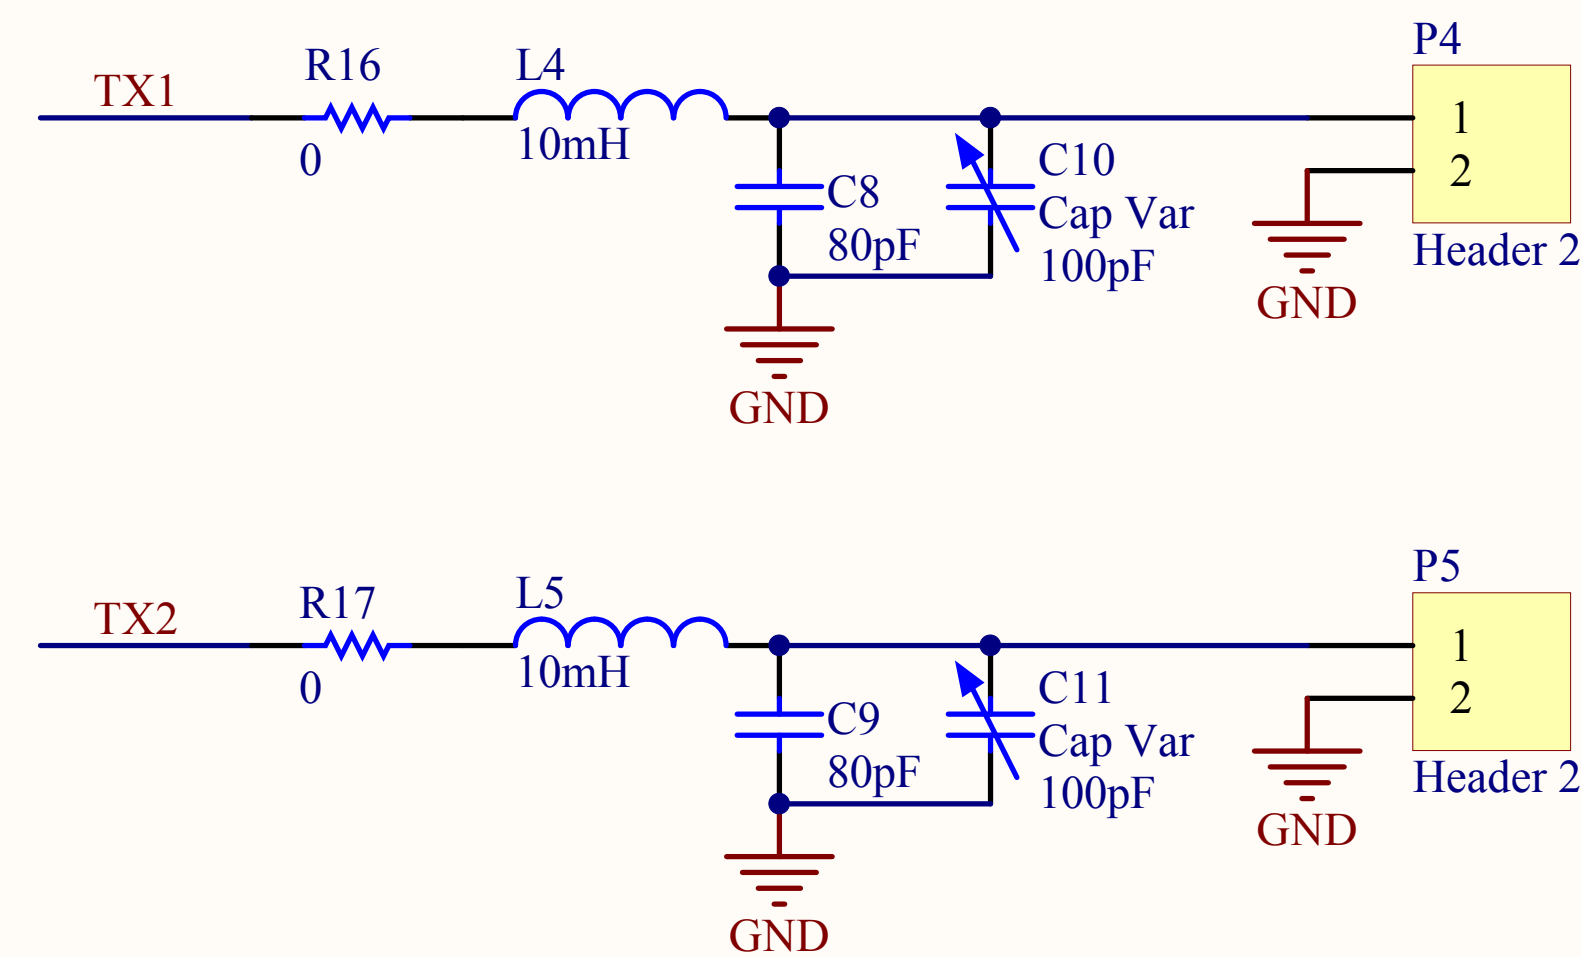 P4
R16
L4
TX1
1
10mH
0
C10
2
C8
Cap Var
80pF
100pF
Header 2
GND
GND
P5
R17
L5
TX2
1
10mH
0
C11
2
C9
Cap Var
80pF
100pF
Header 2
GND
GND